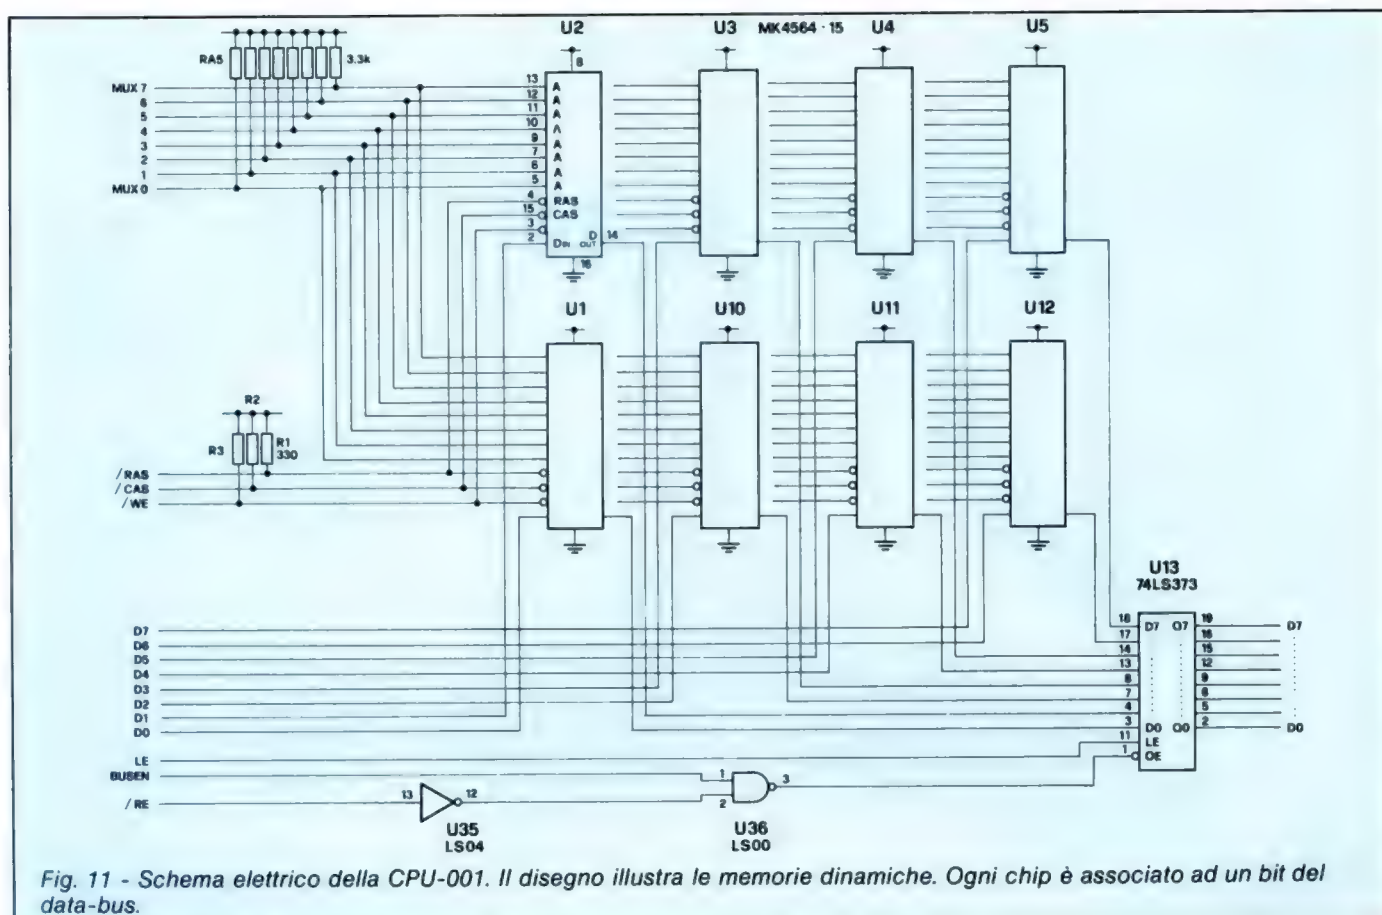 U2 U3 MK4564 - 15 U4 U5
RA5 3.3k
8
MUX 7 13 A
6 12 A
5 11 A
4 10 A
3 9 A
2 7 A
1 6 A
MUX 0 5 A
4 RAS
15 CAS
3
2 DIN D OUT 14
16
U1 U10 U11 U12
R2
R3 R1
330
/RAS
/CAS
/WE
U13
74LS373
D7 18 D7 O7 19 D7
D6 17 16
D5 14 15
D4 13 12
D3 8 9
D2 7 6
D1 4 5
D0 3 D0 O0 2 D0
LE 11 LE
BUSEN 1 OE
1 3
/RE 13 12 2
U35 U36
LS04 LS00
Fig. 11 - Schema elettrico della CPU-001. Il disegno illustra le memorie dinamiche. Ogni chip è associato ad un bit del
data-bus.